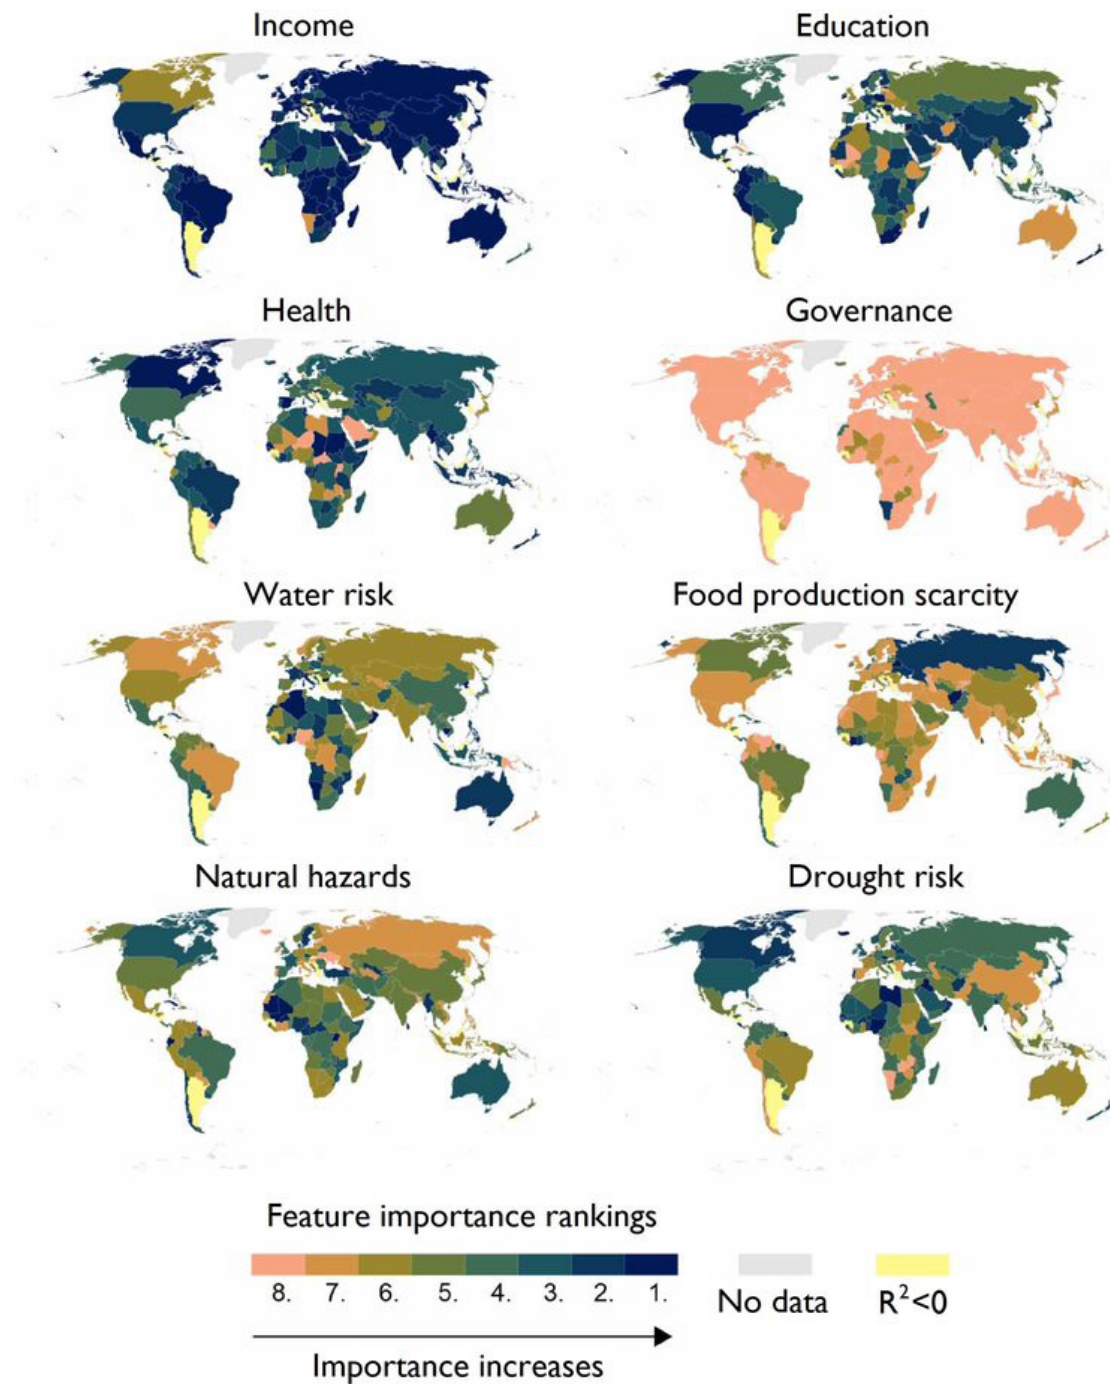 Income
Education
Health
Governance
Water risk
Food production scarcity
Natural hazards
Drought risk
Feature importance rankings
8. 7. 6. 5. 4. 3. 2. 1.
No data
R²<0
Importance increases